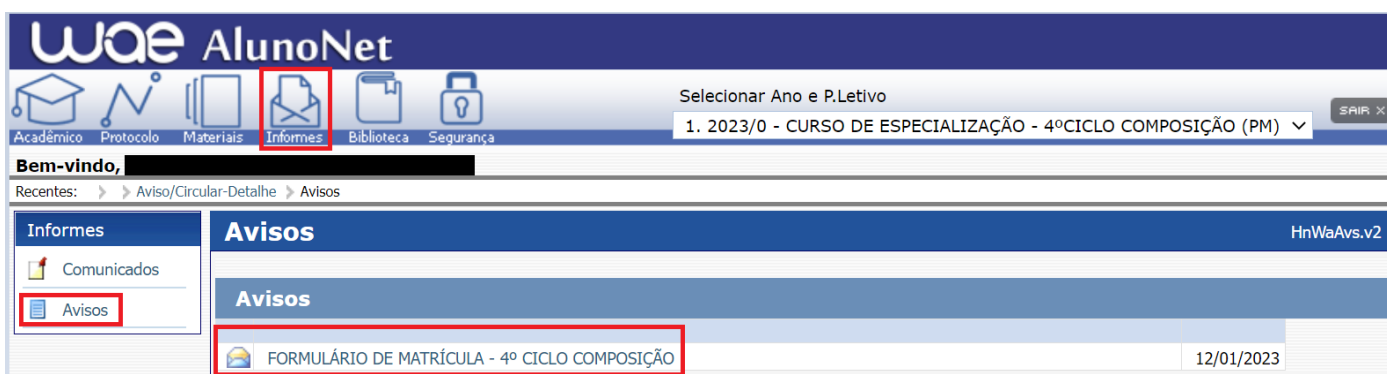 wae AlunoNet
Selecionar Ano e P.Letivo
1. 2023/0 - CURSO DE ESPECIALIZAÇÃO - 4ºCICLO COMPOSIÇÃO (PM)
SAIR X
Acadêmico Protocolo Materiais Informes Biblioteca Segurança
Bem-vindo,
Recentes: Aviso/Circular-Detalhe Avisos
Informes
Avisos
HnWaAvs.v2
Comunicados
Avisos
Avisos
FORMULÁRIO DE MATRÍCULA - 4º CICLO COMPOSIÇÃO 12/01/2023